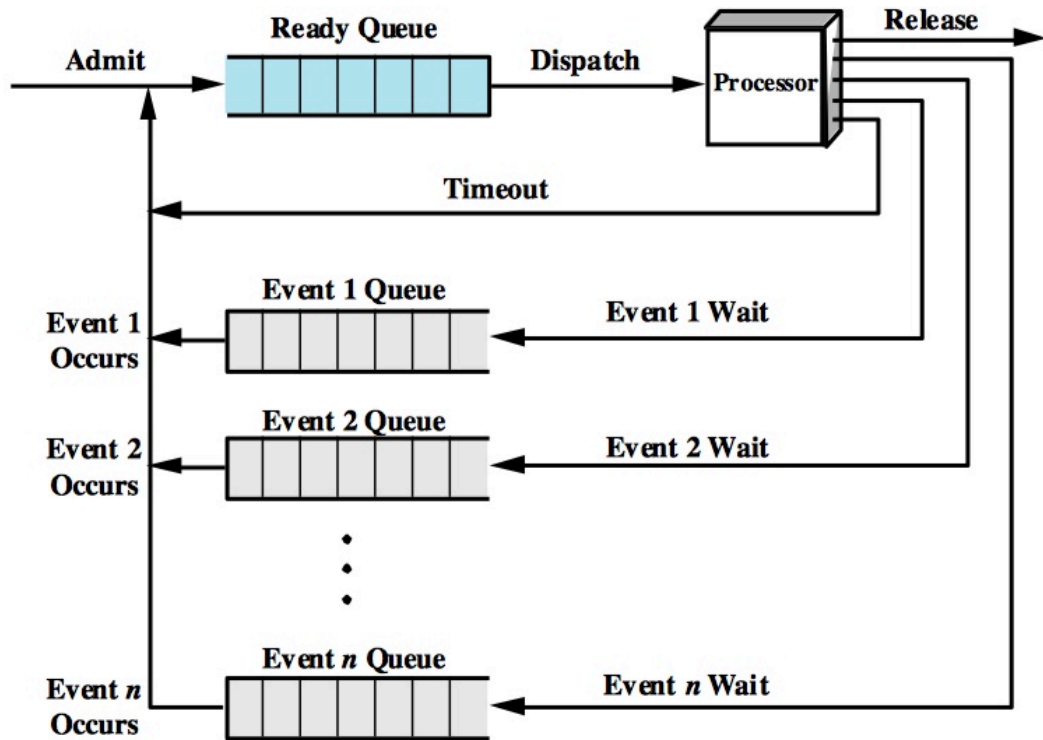 Ready Queue
Release
Admit
Dispatch
Processor
Timeout
Event 1 Queue
Event 1 Wait
Event 1
Occurs
Event 2 Queue
Event 2 Wait
Event 2
Occurs
Event n Queue
Event n Wait
Event n
Occurs